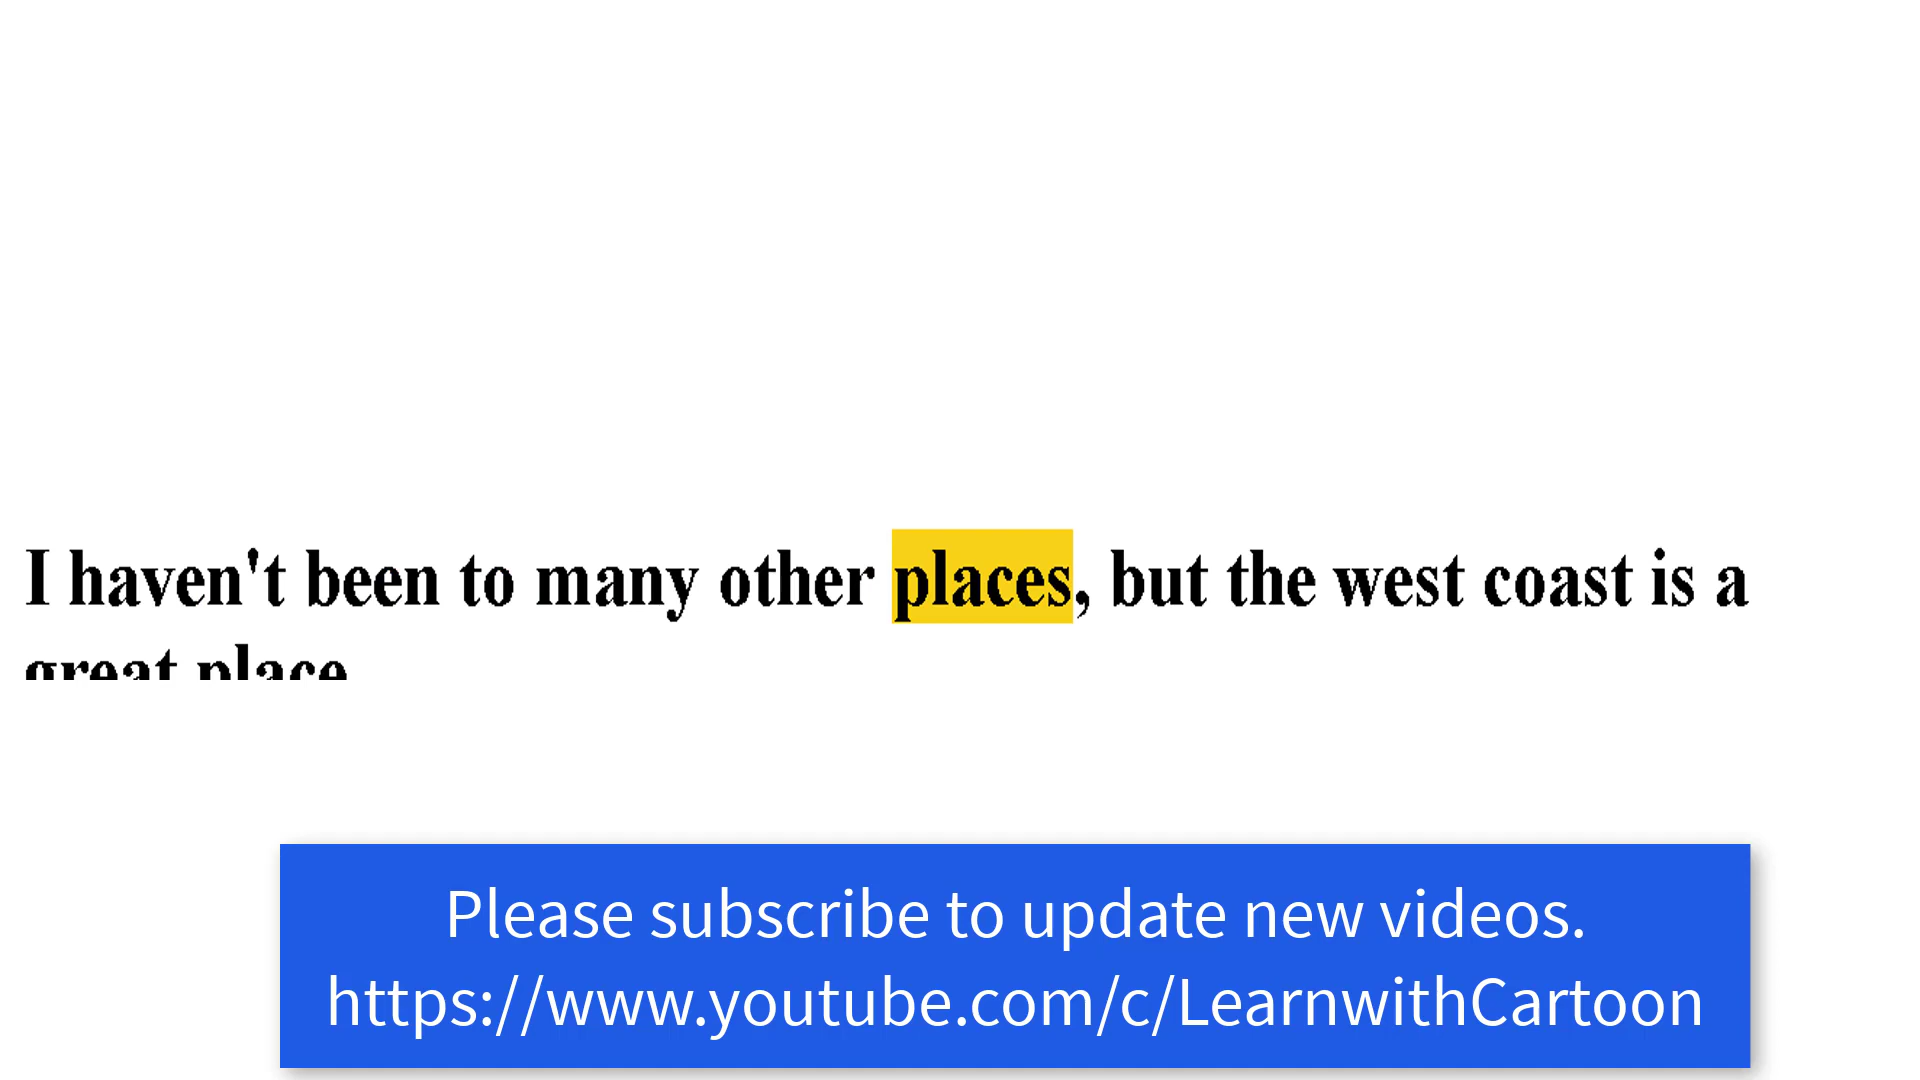 I haven't been to many other places, but the west coast is a
great place
Please subscribe to update new videos.
https://www.youtube.com/c/LearnwithCartoon